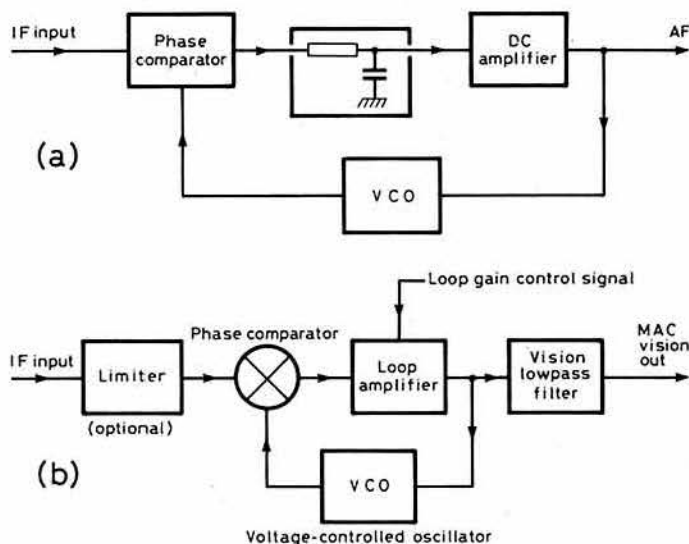 IF input
Phase
comparator
DC
amplifier
AF
(a)
VCO
Loop gain control signal
Phase comparator
MAC
vision
out
IF input
Limiter
Loop
amplifier
Vision
lowpass
filter
(optional)
(b)
VCO
Voltage-controlled oscillator